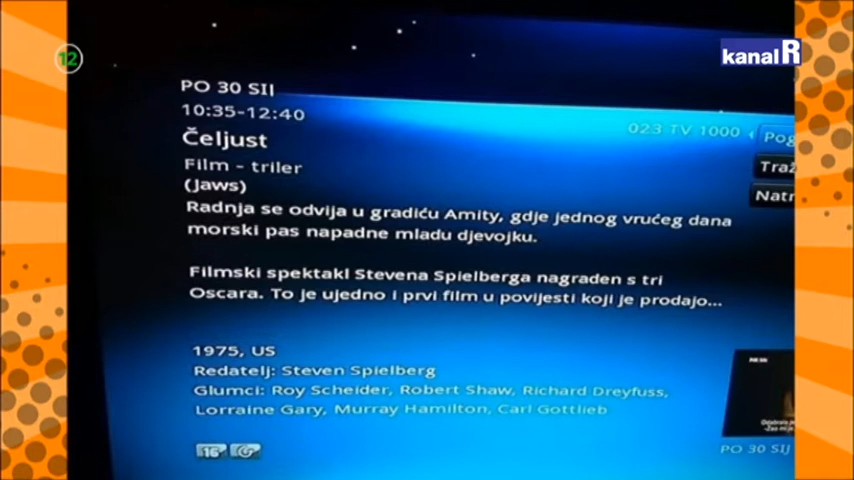 12
kanal R
PO 30 SIJ
10:35-12:40
023 TV 1000
Čeljust
Film - triler
(Jaws)
Radnja se odvija u gradiću Amity, gdje jednog vrućeg dana
morski pas napadne mladu djevojku.
Filmski spektakl Stevena Spielberga nagrađen s tri
Oscara. To je ujedno i prvi film u povijesti koji je prodajo...
1975, US
Redatelj: Steven Spielberg
Glumci: Roy Scheider, Robert Shaw, Richard Dreyfuss,
Lorraine Gary, Murray Hamilton, Carl Gottlieb
16
PO 30 SIJ